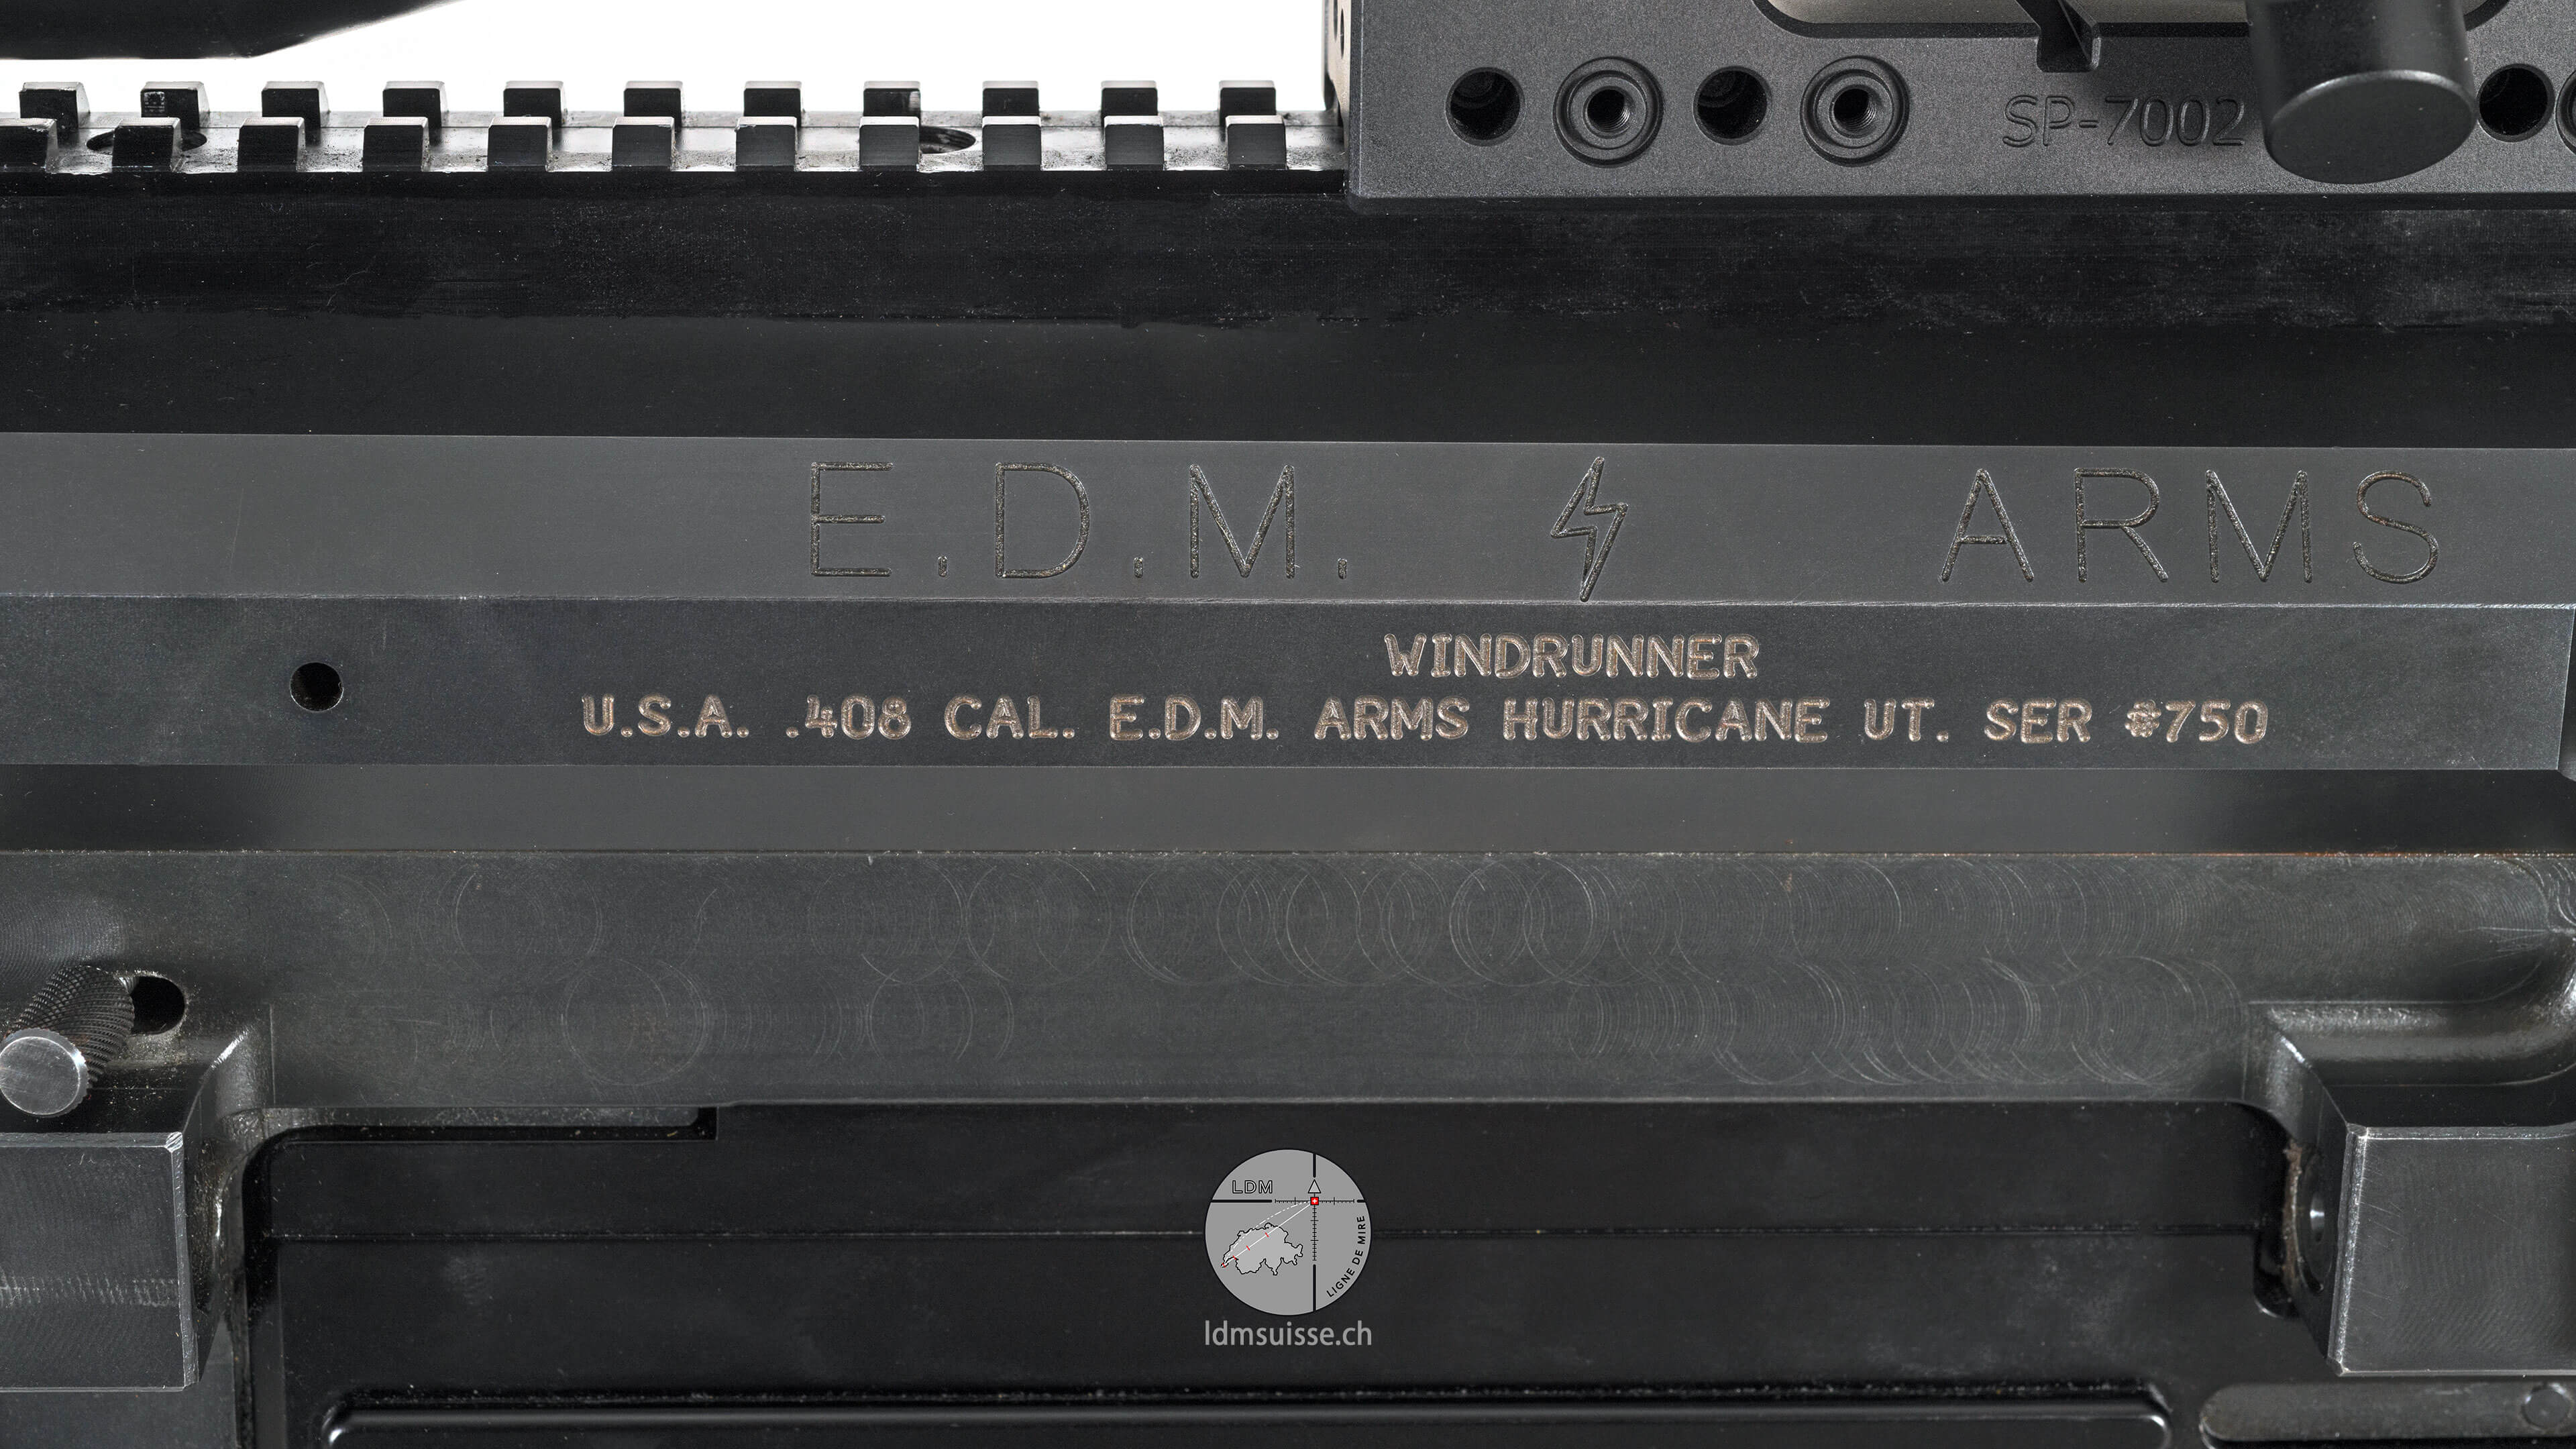 SP-7002
E.D.M. ARMS
WINDRUNNER
U.S.A. .408 CAL. E.D.M. ARMS HURRICANE UT. SER #750
LDM
LIGNE DE MIRE
ldmsuisse.ch